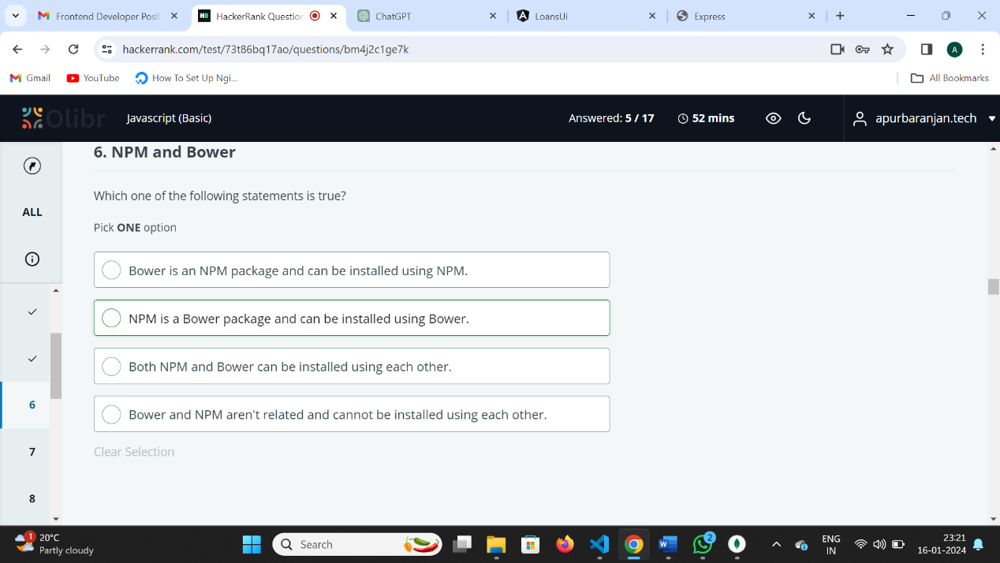 Frontend Developer Posit
HackerRank Question
ChatGPT
LoansUi
Express
hackerrank.com/test/73t86bq17ao/questions/bm4j2c1ge7k
A
Gmail
YouTube
How To Set Up Ngi...
All Bookmarks
Olibr
Javascript (Basic)
Answered: 5 / 17
52 mins
apurbaranjan.tech
6. NPM and Bower
ALL
Which one of the following statements is true?
Pick ONE option
Bower is an NPM package and can be installed using NPM.
NPM is a Bower package and can be installed using Bower.
Both NPM and Bower can be installed using each other.
Bower and NPM aren't related and cannot be installed using each other.
Clear Selection
6
7
8
1
20°C
Partly cloudy
Search
2
ENG
IN
23:21
16-01-2024